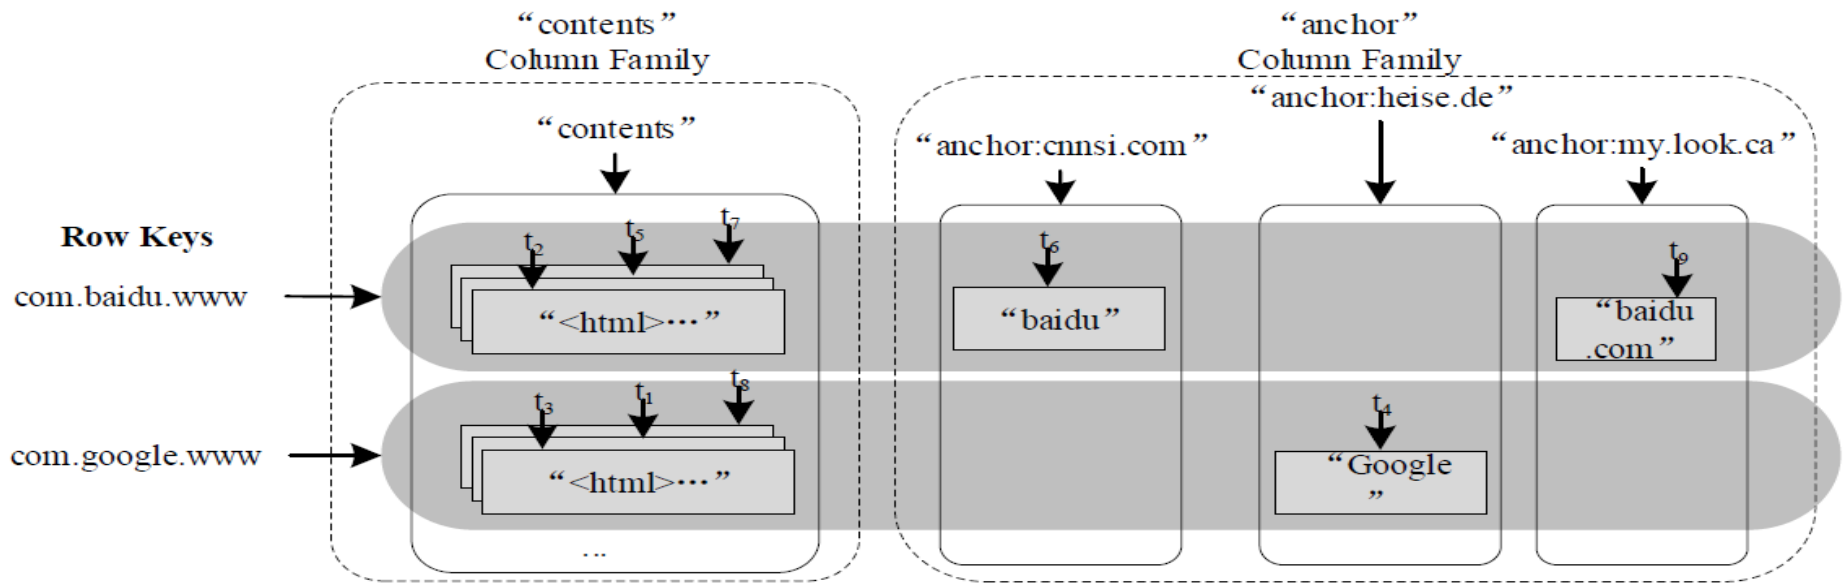 “contents”
Column Family
“anchor”
Column Family
“contents”
“anchor:cnnsi.com”
“anchor:heise.de”
“anchor:my.look.ca”
Row Keys
com.baidu.www
t2
t5
t7
“<html>…”
t6
“baidu”
t9
“baidu
.com”
com.google.www
t3
t1
t8
“<html>…”
t4
“Google
”
...